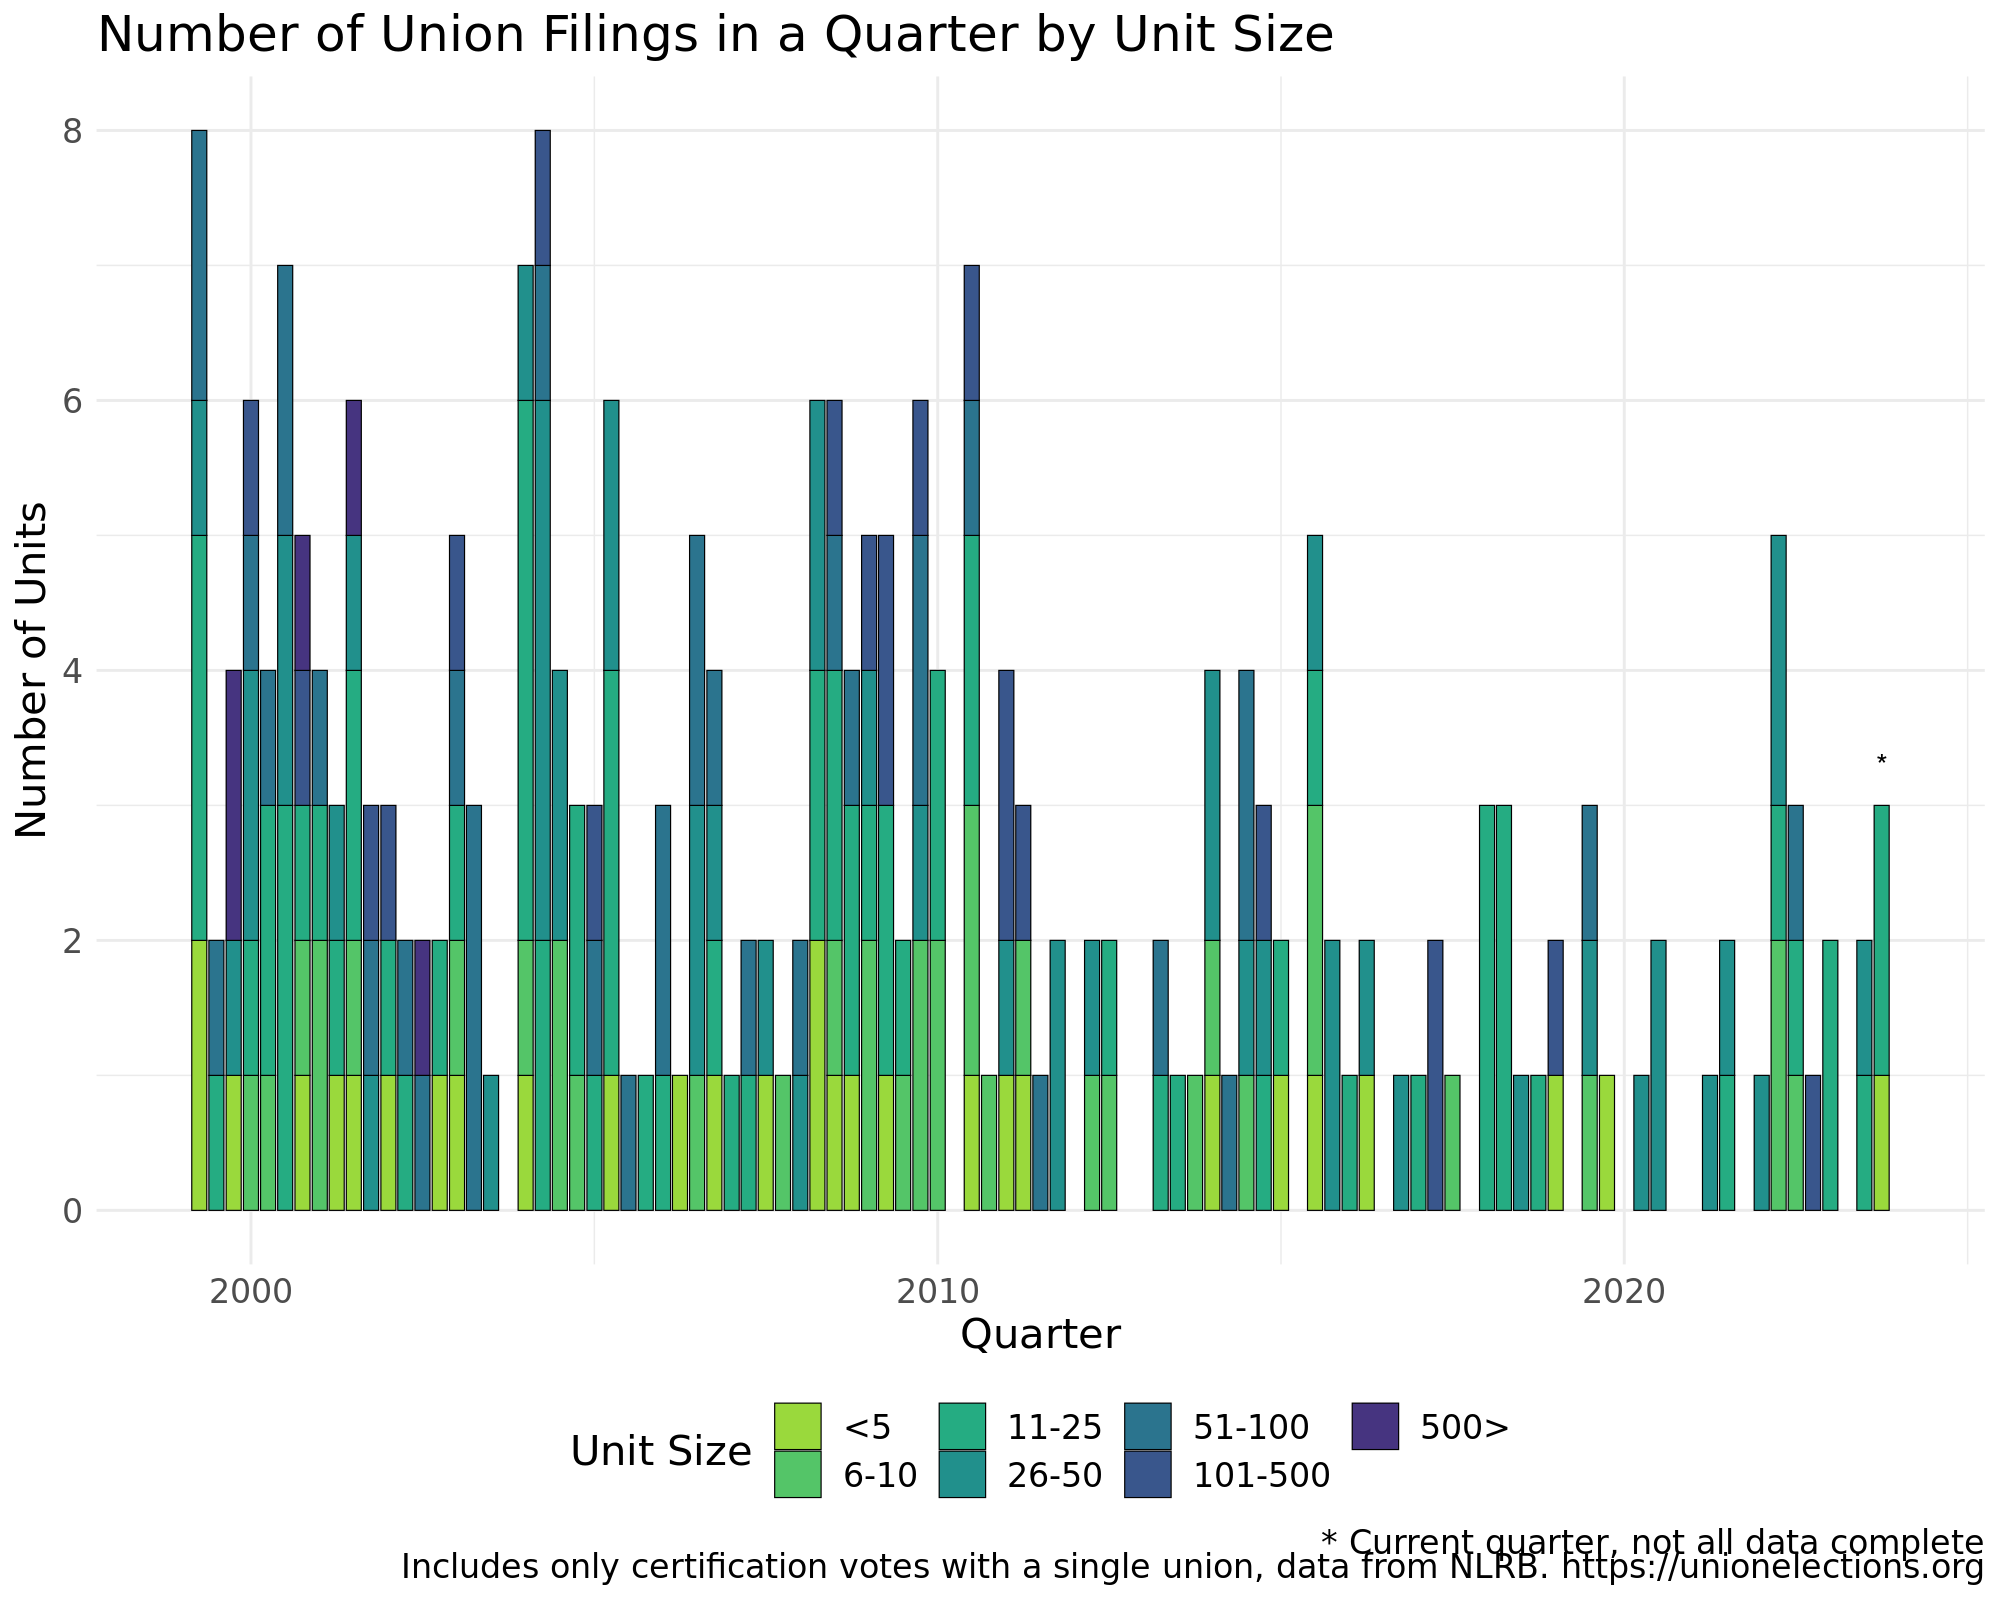 Number of Union Filings in a Quarter by Unit Size
Number of Units
8
6
4
2
0
*
2000
2010
2020
Quarter
Unit Size
<5
11-25
51-100
500>
6-10
26-50
101-500
* Current quarter, not all data complete
Includes only certification votes with a single union, data from NLRB. https://unionelections.org